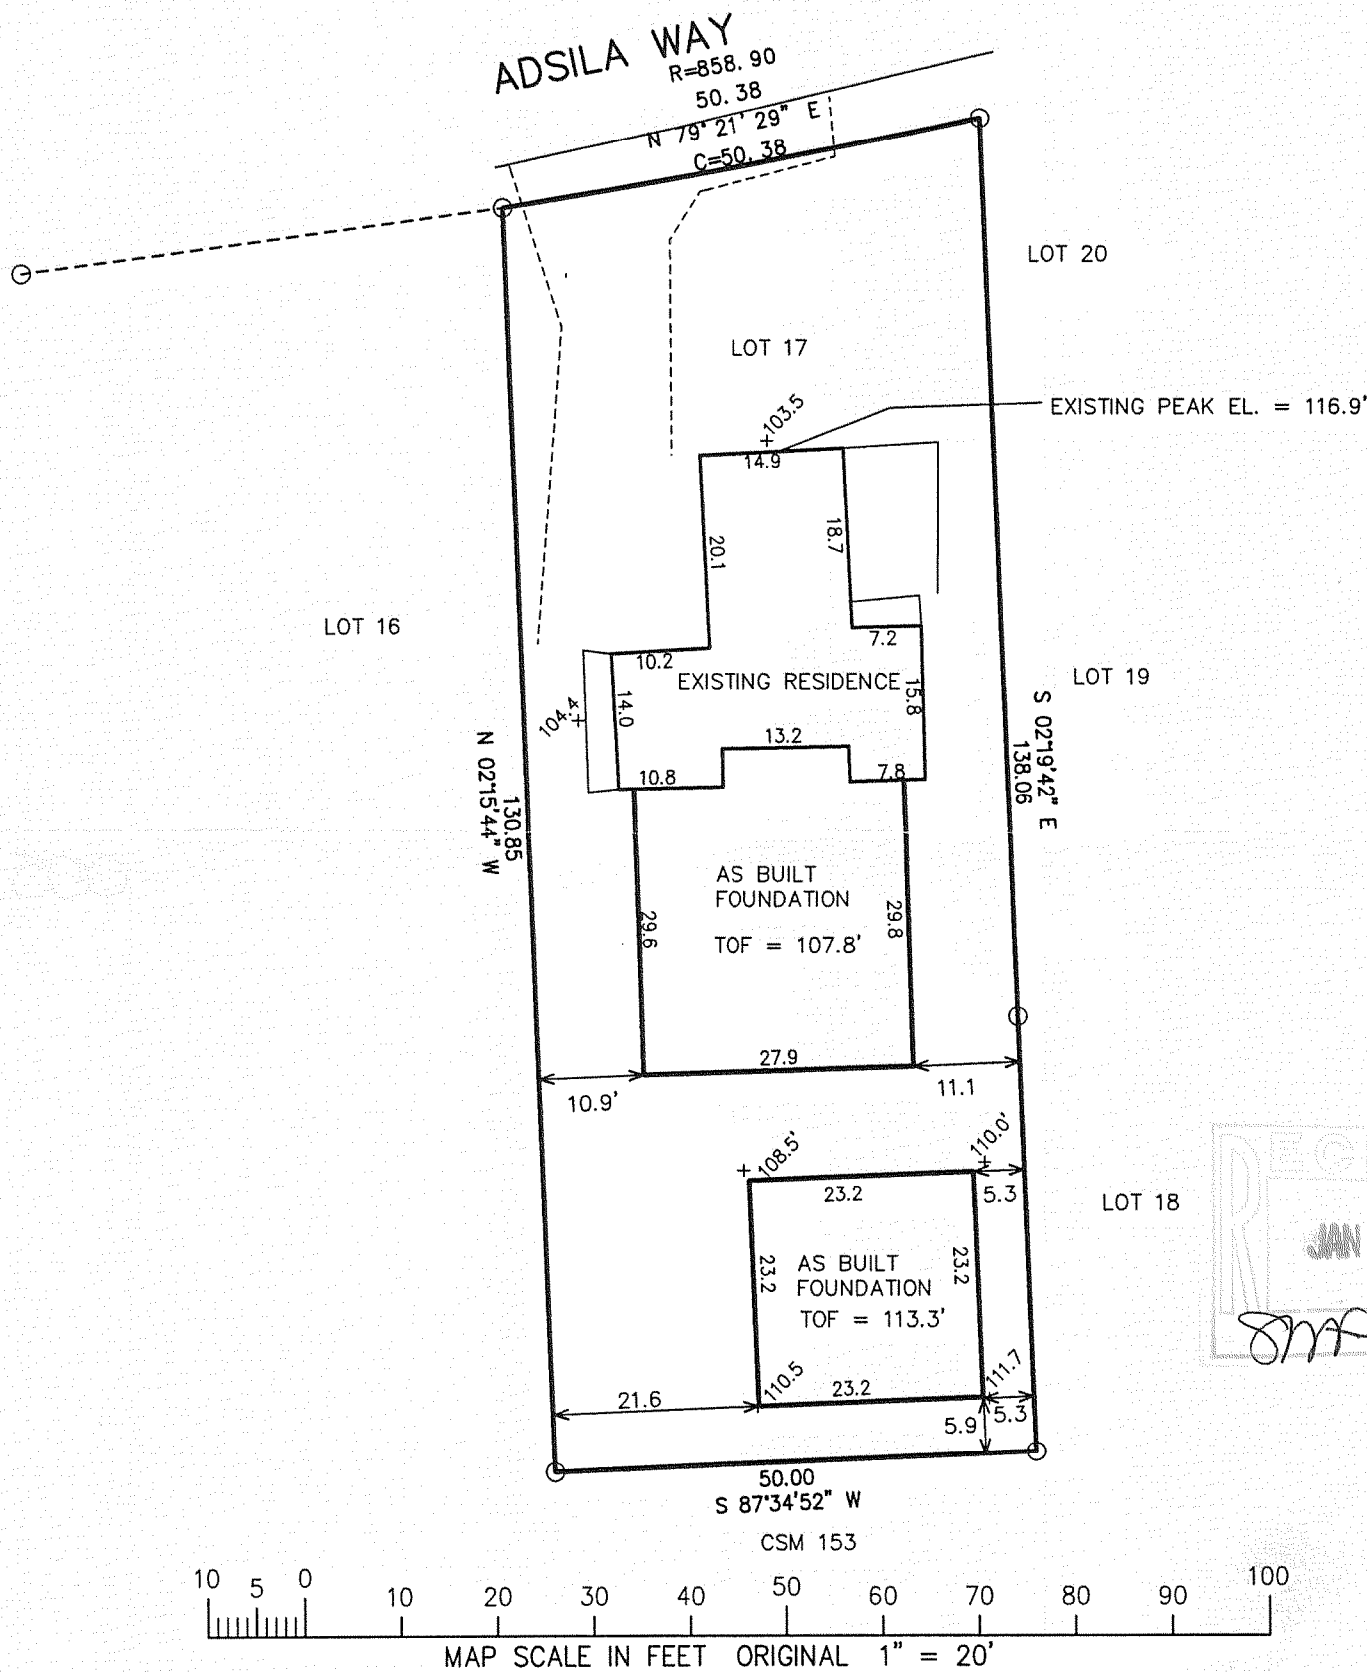 ADSILA WAY
R=858.90
50.38
N 79° 21' 29" E
C=50.38
LOT 20
LOT 17
103.5
EXISTING PEAK EL. = 116.9'
14.9
20.1
18.7
LOT 16
7.2
10.2
EXISTING RESIDENCE
15.8
LOT 19
14.0
104.4
13.2
10.8
7.8
S 02°19'42" E
138.06
N 02°15'44" W
130.85
AS BUILT
FOUNDATION
TOF = 107.8'
29.6
29.8
27.9
10.9'
11.1
108.5'
110.0'
23.2
5.3
LOT 18
JAN
23.2
AS BUILT
FOUNDATION
TOF = 113.3'
23.2
110.5
111.7
21.6
23.2
5.9
5.3
50.00
S 87°34'52" W
CSM 153
10 5 0 10 20 30 40 50 60 70 80 90 100
MAP SCALE IN FEET ORIGINAL 1" = 20'